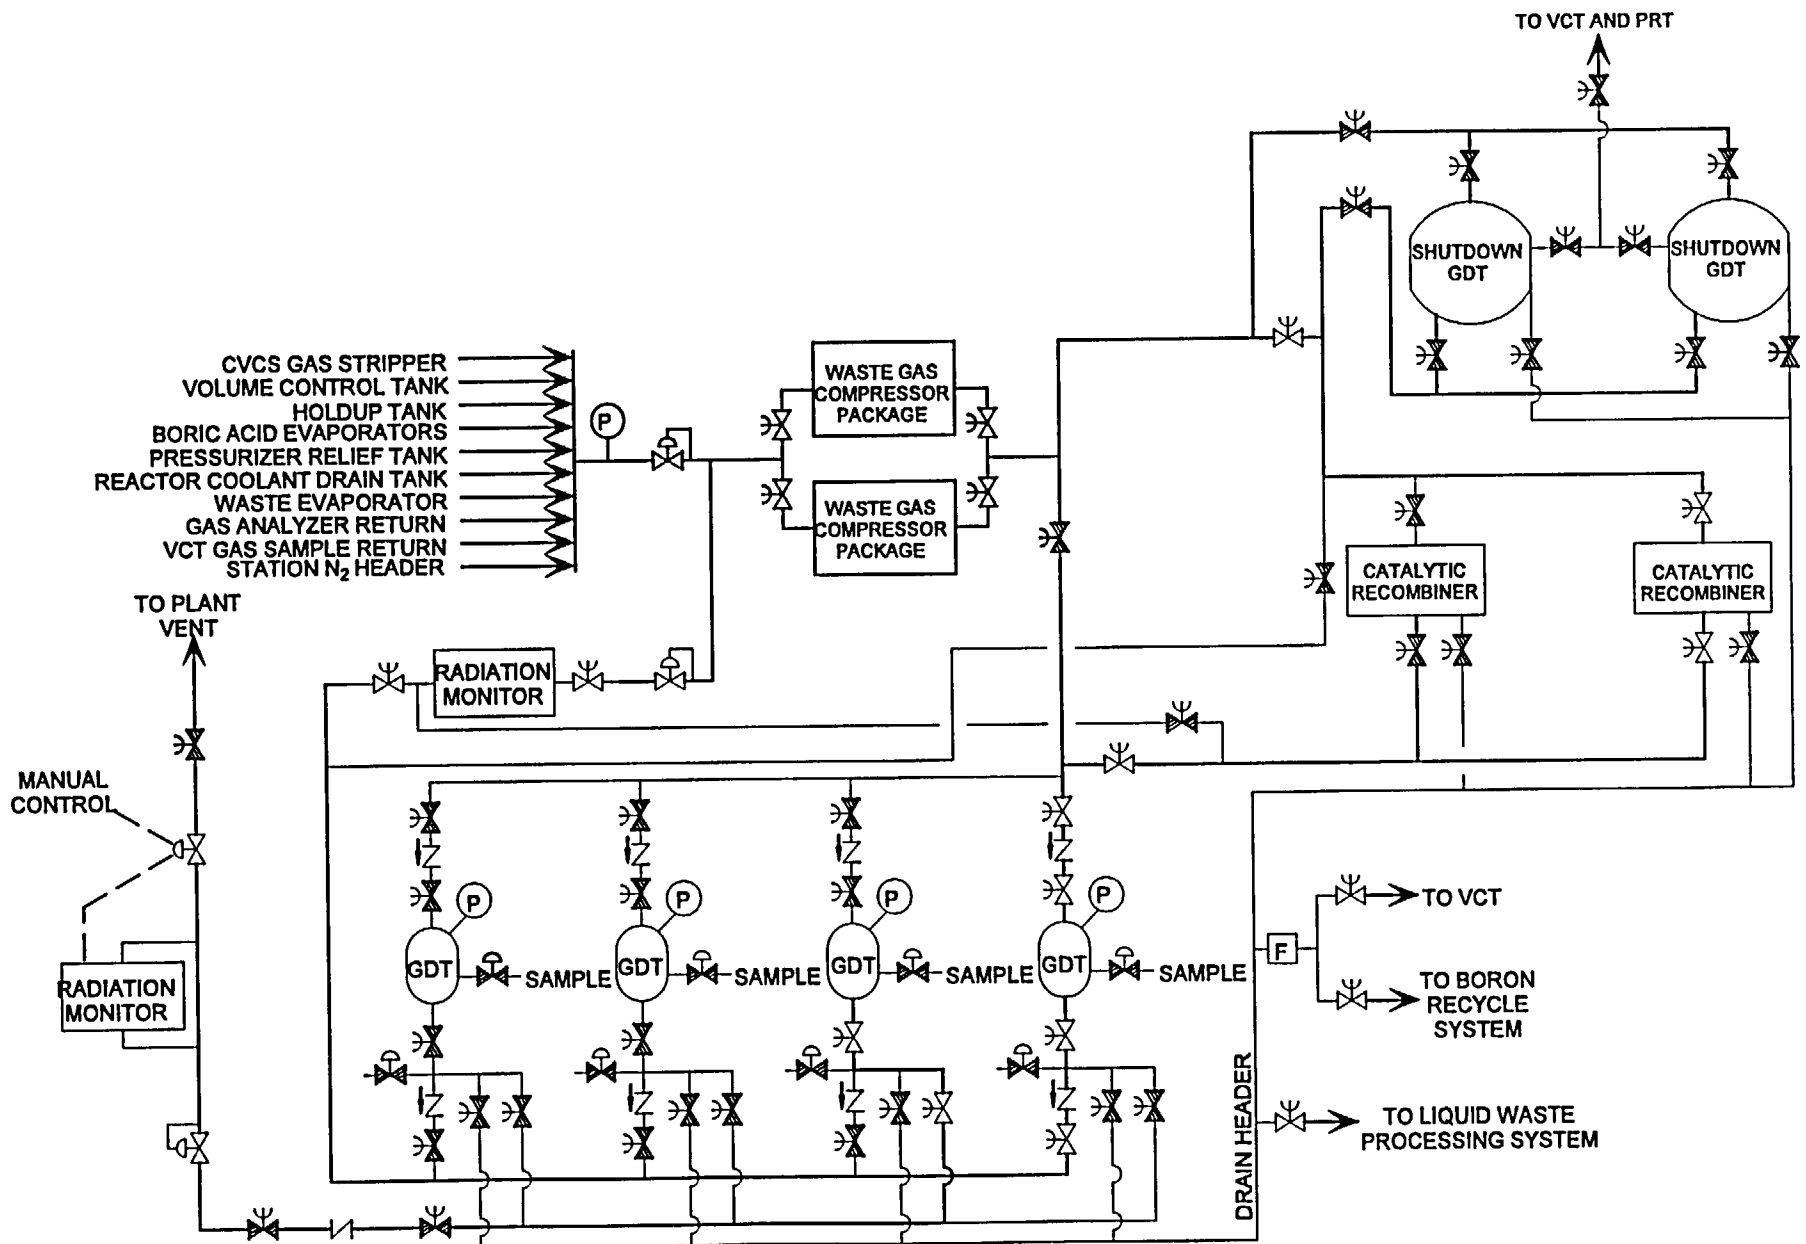 TO VCT AND PRT
SHUTDOWN
GDT
SHUTDOWN
GDT
CVCS GAS STRIPPER
VOLUME CONTROL TANK
HOLDUP TANK
BORIC ACID EVAPORATORS
PRESSURIZER RELIEF TANK
REACTOR COOLANT DRAIN TANK
WASTE EVAPORATOR
GAS ANALYZER RETURN
VCT GAS SAMPLE RETURN
STATION N₂ HEADER
P
WASTE GAS
COMPRESSOR
PACKAGE
WASTE GAS
COMPRESSOR
PACKAGE
CATALYTIC
RECOMBINER
CATALYTIC
RECOMBINER
TO PLANT
VENT
RADIATION
MONITOR
MANUAL
CONTROL
P
P
P
P
GDT
SAMPLE
GDT
SAMPLE
GDT
SAMPLE
GDT
SAMPLE
RADIATION
MONITOR
F
TO VCT
TO BORON
RECYCLE
SYSTEM
DRAIN HEADER
TO LIQUID WASTE
PROCESSING SYSTEM